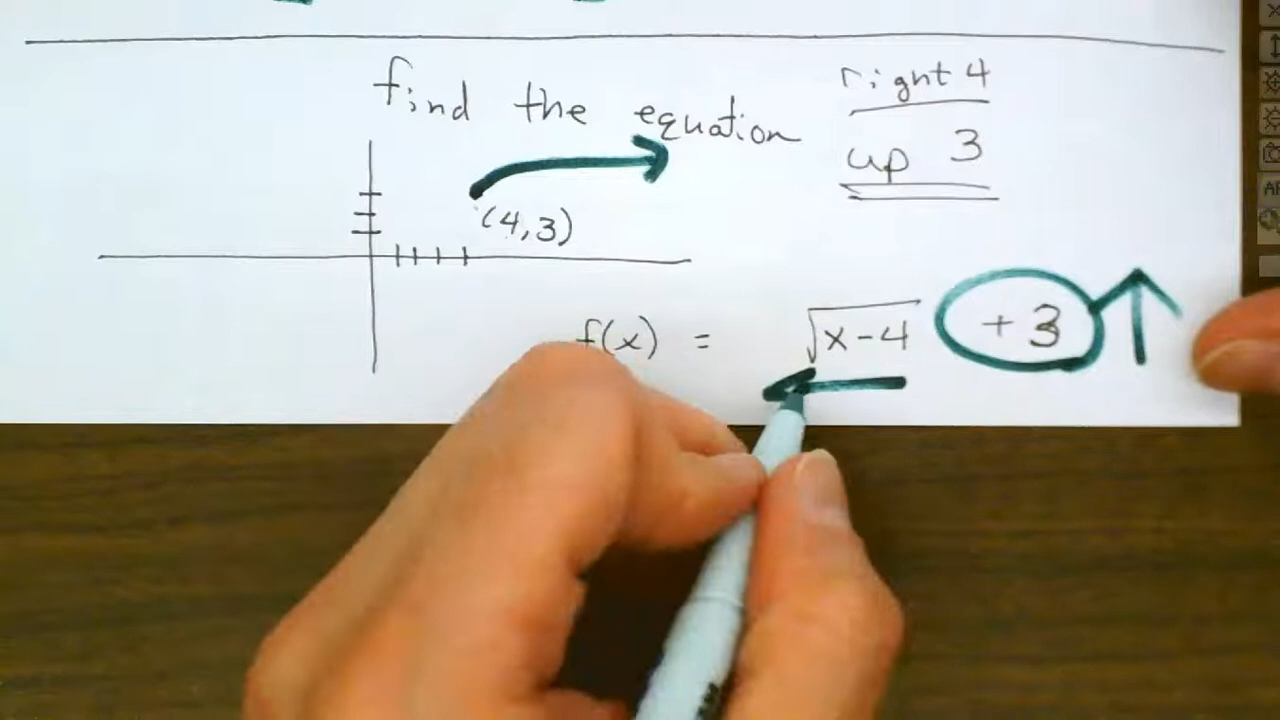 find the equation
right 4
up 3
(4,3)
f(x) = √x-4 +3